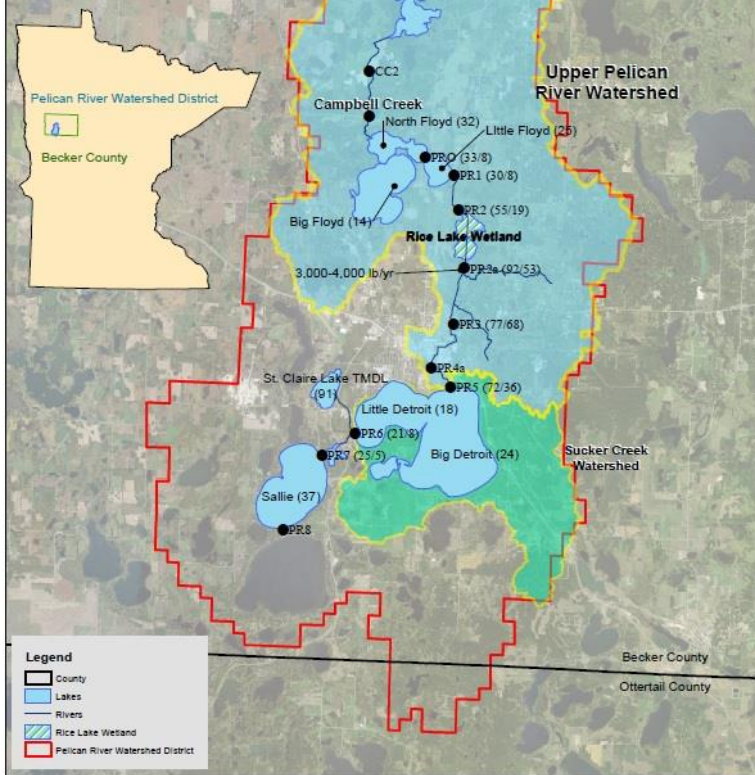 Pelican River Watershed District
Becker County
Upper Pelican
River Watershed
CC2
Campbell Creek
North Floyd (32)
Little Floyd (25)
PRO (33/8)
PR1 (30/8)
Big Floyd (14)
PR2 (55/19)
Rice Lake Wetland
3,000-4,000 lb/yr
PR2a (92/53)
PR3 (77/68)
PR4a
St. Claire Lake TMDL
(91)
PR5 (72/36)
Little Detroit (18)
PR6 (21/8)
Big Detroit (24)
Sucker Creek
Watershed
PR7 (25/5)
Sallie (37)
PR8
Becker County
Ottertail County
Legend
County
Lakes
Rivers
Rice Lake Wetland
Pelican River Watershed District